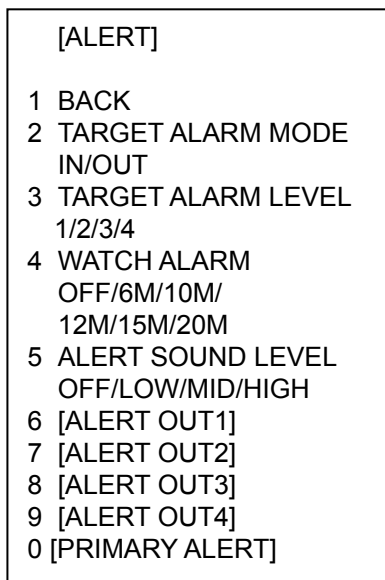 [ALERT]
1 BACK
2 TARGET ALARM MODE
IN/OUT
3 TARGET ALARM LEVEL
1/2/3/4
4 WATCH ALARM
OFF/6M/10M/
12M/15M/20M
5 ALERT SOUND LEVEL
OFF/LOW/MID/HIGH
6 [ALERT OUT1]
7 [ALERT OUT2]
8 [ALERT OUT3]
9 [ALERT OUT4]
0 [PRIMARY ALERT]